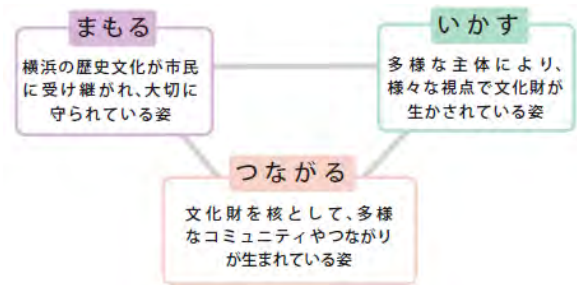 まもる
横浜の歴史文化が市民
に受け継がれ、大切に
守られている姿
いかす
多様な主体により、
様々な視点で文化財が
生かされている姿
つながる
文化財を核として、多様
なコミュニティやつながり
が生まれている姿